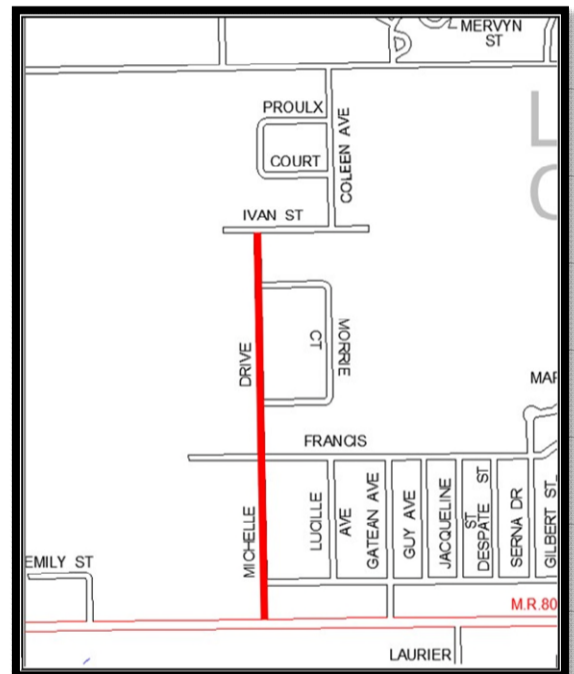 MERVYN
ST
PROULX
COURT
COLEEN AVE
L
C
IVAN ST
DRIVE
MORRIE
CT
MAR
FRANCIS
MICHELLE
LUCILLE
AVE
GATEAN AVE
GUY AVE
JACQUELINE
ST
DESPATE ST
SERNA DR
GILBERT ST
EMILY ST
M.R.80
LAURIER